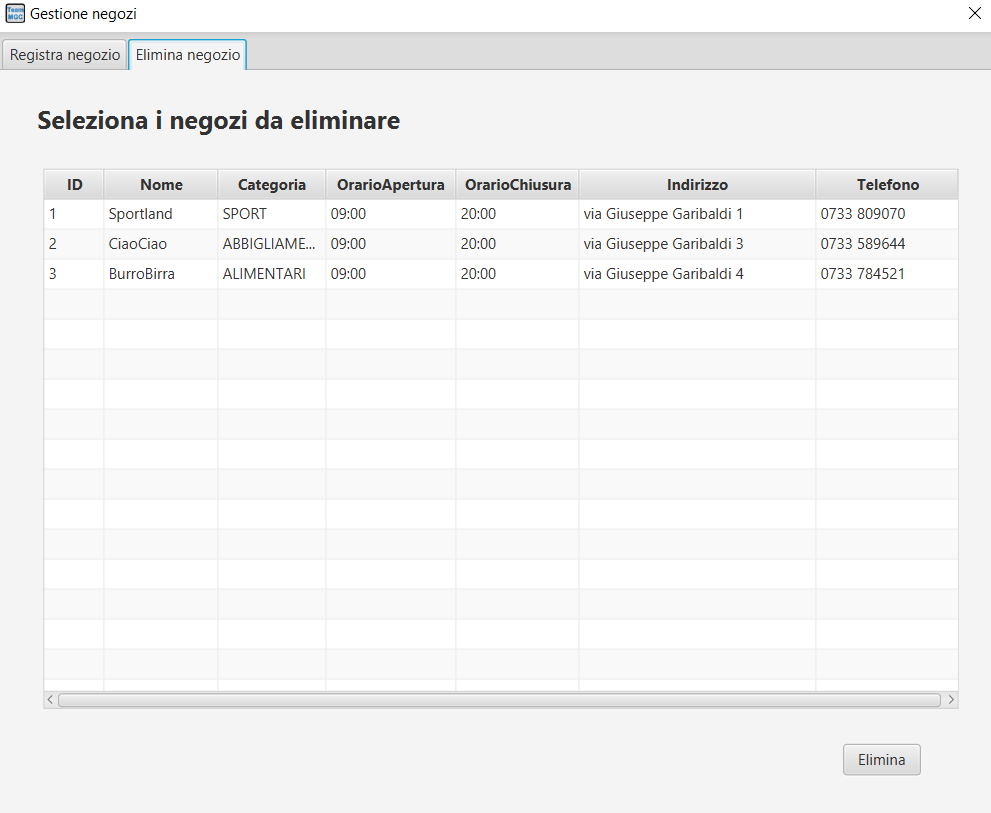 Team MGC Gestione negozi
Registra negozio Elimina negozio
Seleziona i negozi da eliminare
ID Nome Categoria OrarioApertura OrarioChiusura Indirizzo Telefono
1 Sportland SPORT 09:00 20:00 via Giuseppe Garibaldi 1 0733 809070
2 CiaoCiao ABBIGLIAME... 09:00 20:00 via Giuseppe Garibaldi 3 0733 589644
3 BurroBirra ALIMENTARI 09:00 20:00 via Giuseppe Garibaldi 4 0733 784521
Elimina